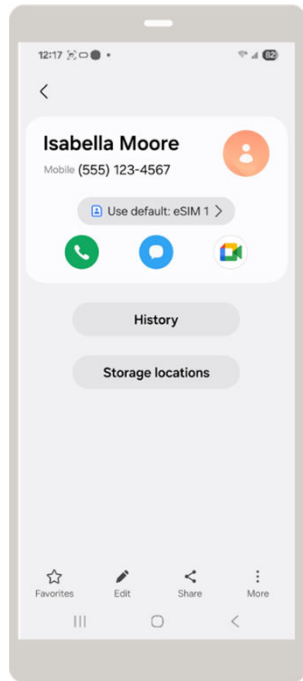 12:17
82
Isabella Moore
Mobile (555) 123-4567
Use default: eSIM 1
History
Storage locations
Favorites Edit Share More